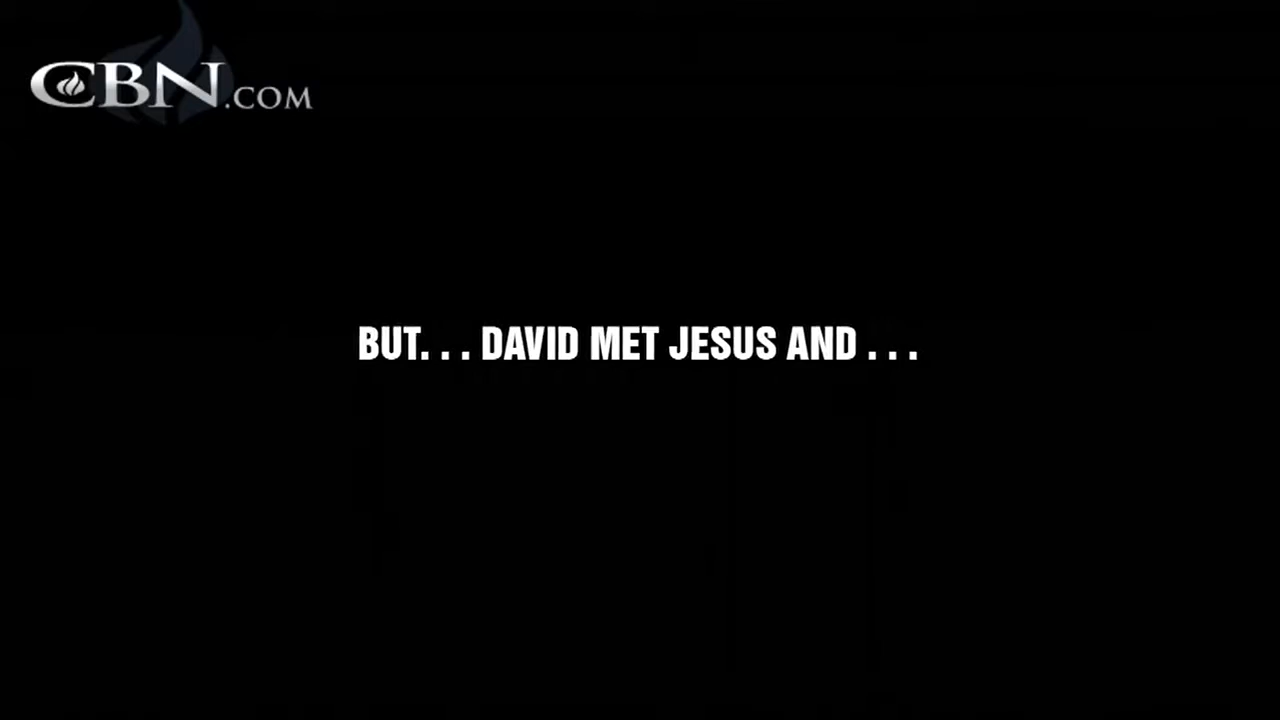 CBN.COM
BUT. . . DAVID MET JESUS AND . . .